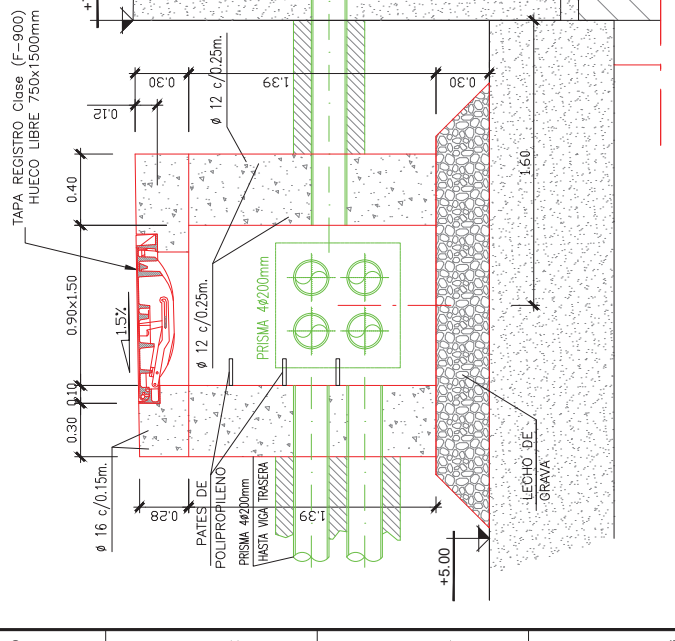 TAPA REGISTRO Clase (F-900)
HUECO LIBRE 750x1500mm
0.12
0.30
1.39
0.30
ø 12 c/0.25m.
0.40
0.90x1.50
0.10
0.30
1.5%
ø 12 c/0.25m.
PRISMA 4ø200mm
1.60
ø 16 c/0.15m.
0.28
1.39
PATES DE
POLIPROPILENO
PRISMA 4ø200mm
HASTA VIGA TRASERA
LECHO DE
GRAVA
+5.00